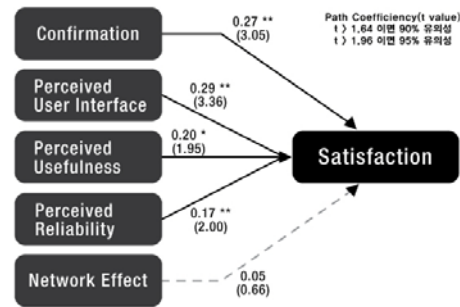 Confirmation
0.27 **
(3.05)
Path Coefficiency(t value)
t > 1.64 이면 90% 유의성
t > 1.96 이면 95% 유의성
Perceived
User Interface
0.29 **
(3.36)
Perceived
Usefulness
0.20 *
(1.95)
Satisfaction
Perceived
Reliability
0.17 **
(2.00)
Network Effect
0.05
(0.66)